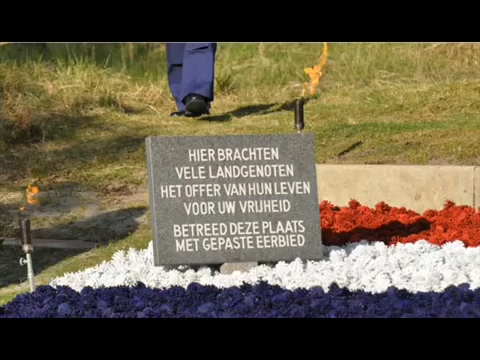 HIER BRACHTEN
VELE LANDGENOTEN
HET OFFER VAN HUN LEVEN
VOOR UW VRIJHEID
BETREED DEZE PLAATS
MET GEPASTE EERBIED